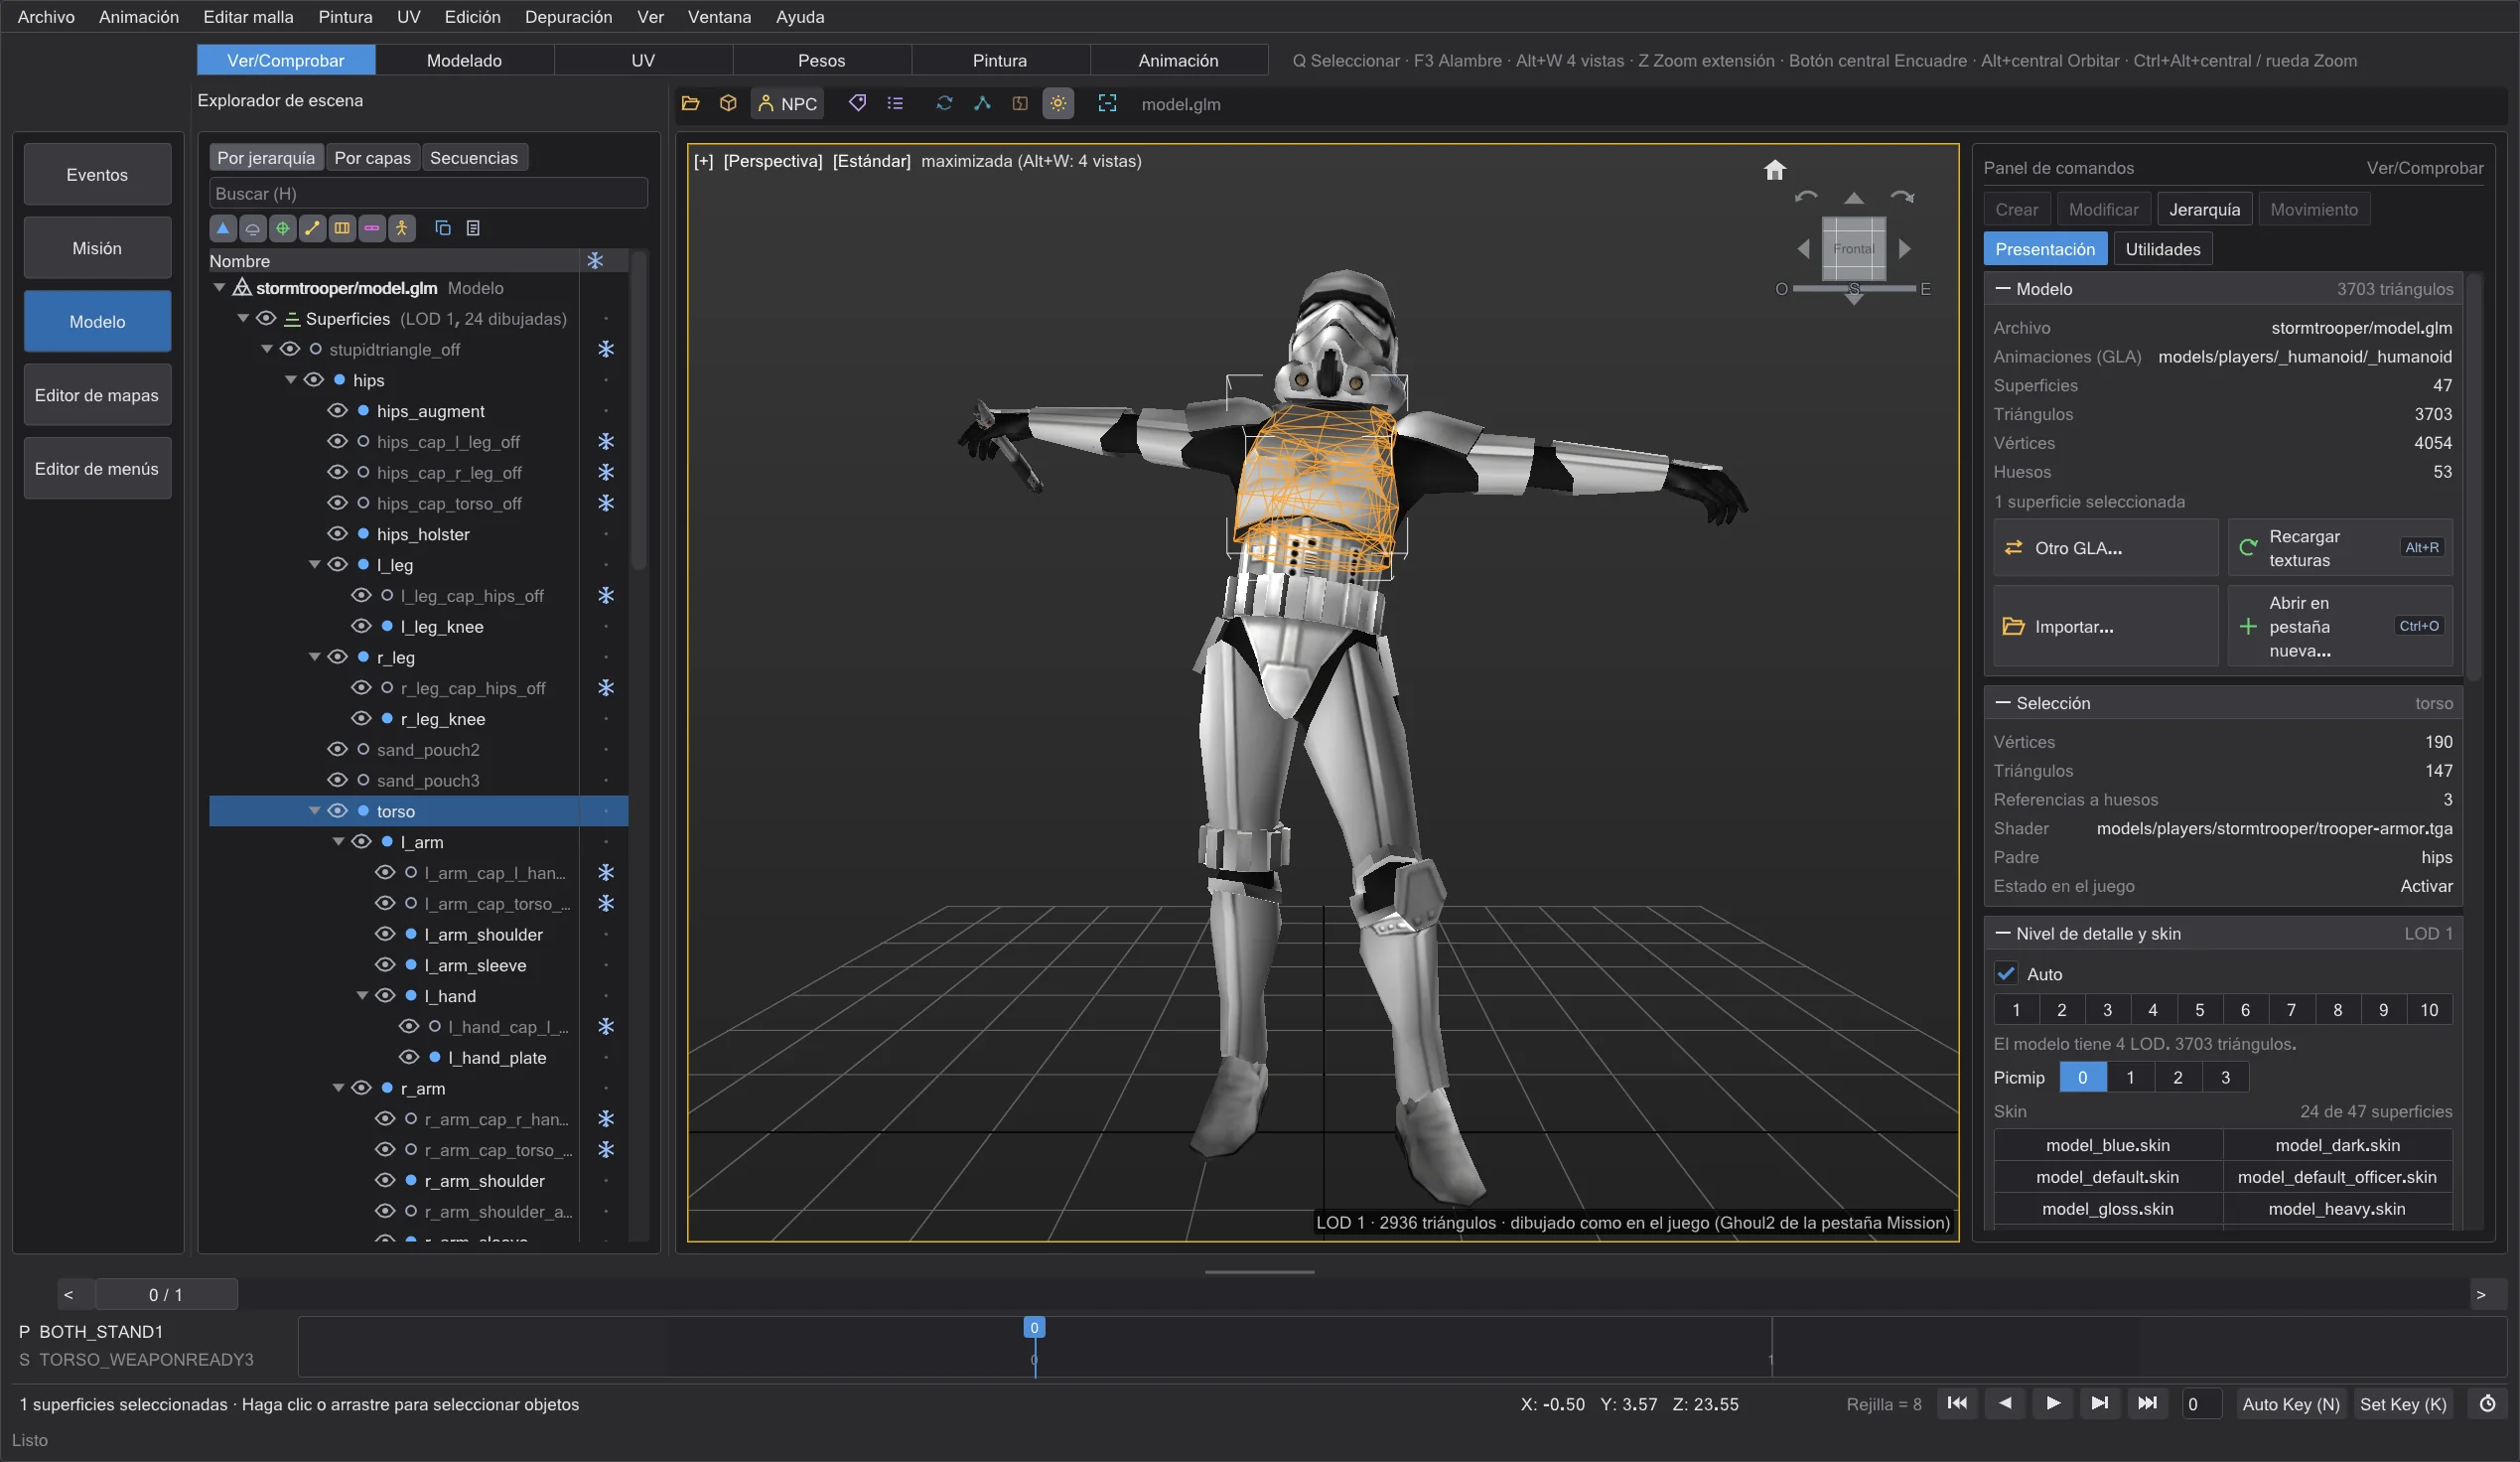 Archivo Animación Editar malla Pintura UV Edición Depuración Ver Ventana Ayuda
Ver/Comprobar Modelado UV Pesos Pintura Animación Q Seleccionar · F3 Alambre · Alt+W 4 vistas · Z Zoom extensión · Botón central Encuadre · Alt+central Orbitar · Ctrl+Alt+central / rueda Zoom
Explorador de escena
NPC model.glm
Eventos
Misión
Modelo
Editor de mapas
Editor de menús
Por jerarquía Por capas Secuencias
Buscar (H)
Nombre
stormtrooper/model.glm Modelo
Superficies (LOD 1, 24 dibujadas)
stupidtriangle_off
hips
hips_augment
hips_cap_l_leg_off
hips_cap_r_leg_off
hips_cap_torso_off
hips_holster
l_leg
l_leg_cap_hips_off
l_leg_knee
r_leg
r_leg_cap_hips_off
r_leg_knee
sand_pouch2
sand_pouch3
torso
l_arm
l_arm_cap_l_han...
l_arm_cap_torso_...
l_arm_shoulder
l_arm_sleeve
l_hand
l_hand_cap_l_...
l_hand_plate
r_arm
r_arm_cap_r_han...
r_arm_cap_torso_...
r_arm_shoulder
r_arm_shoulder_a...
r_arm_sleeve
[+] [Perspectiva] [Estándar] maximizada (Alt+W: 4 vistas)
Frontal
O S E
LOD 1 · 2936 triángulos · dibujado como en el juego (Ghoul2 de la pestaña Mission)
Panel de comandos Ver/Comprobar
Crear Modificar Jerarquía Movimiento
Presentación Utilidades
Modelo 3703 triángulos
Archivo stormtrooper/model.glm
Animaciones (GLA) models/players/_humanoid/_humanoid
Superficies 47
Triángulos 3703
Vértices 4054
Huesos 53
1 superficie seleccionada
Otro GLA... Recargar texturas Alt+R
Importar... Abrir en pestaña nueva... Ctrl+O
Selección torso
Vértices 190
Triángulos 147
Referencias a huesos 3
Shader models/players/stormtrooper/trooper-armor.tga
Padre hips
Estado en el juego Activar
Nivel de detalle y skin LOD 1
Auto
1 2 3 4 5 6 7 8 9 10
El modelo tiene 4 LOD. 3703 triángulos.
Picmip 0 1 2 3
Skin 24 de 47 superficies
model_blue.skin model_dark.skin
model_default.skin model_default_officer.skin
model_gloss.skin model_heavy.skin
< 0 / 1 >
P BOTH_STAND1
S TORSO_WEAPONREADY3
0
0 1
1 superficies seleccionadas · Haga clic o arrastre para seleccionar objetos X: -0.50 Y: 3.57 Z: 23.55 Rejilla = 8 0 Auto Key (N) Set Key (K)
Listo